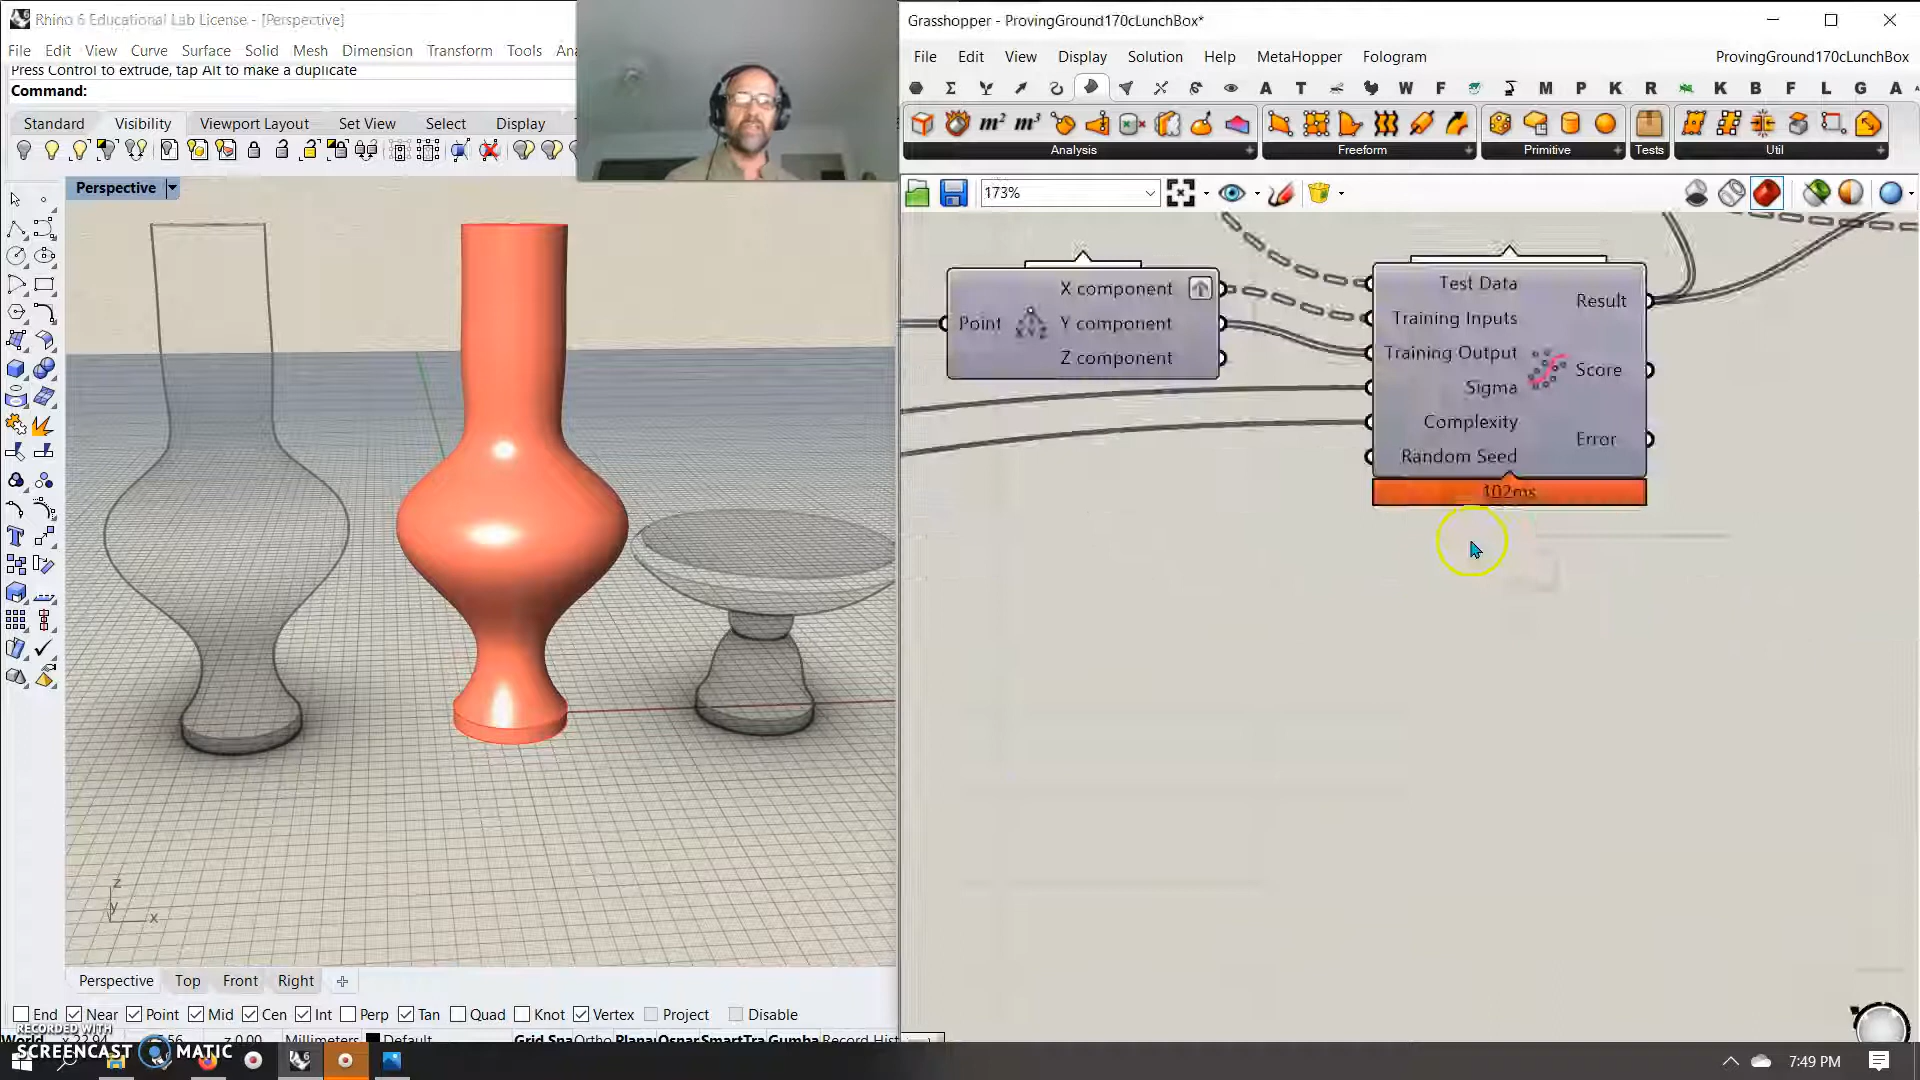 Rhino 6 Educational Lab License - [Perspective]
File Edit View Curve Surface Solid Mesh Dimension Transform Tools
Press Control to extrude, tap Alt to make a duplicate
Command:
Standard Visibility Viewport Layout Set View Select Display
Perspective
z
y
x
Perspective Top Front Right
End Near Point Mid Cen Int Perp Tan Quad Knot Vertex Project Disable
Millimeters Default
RECORDED WITH
SCREENCAST MATIC
Grasshopper - ProvingGround170cLunchBox*
File Edit View Display Solution Help MetaHopper Fologram ProvingGround170cLunchBox
A T W F M P K R K B F L G A
m² m³
Analysis Freeform Primitive Tests Util
173%
Point
X component
Y component
Z component
Test Data
Training Inputs
Training Output
Sigma
Complexity
Random Seed
Result
Score
Error
102ms
7:49 PM